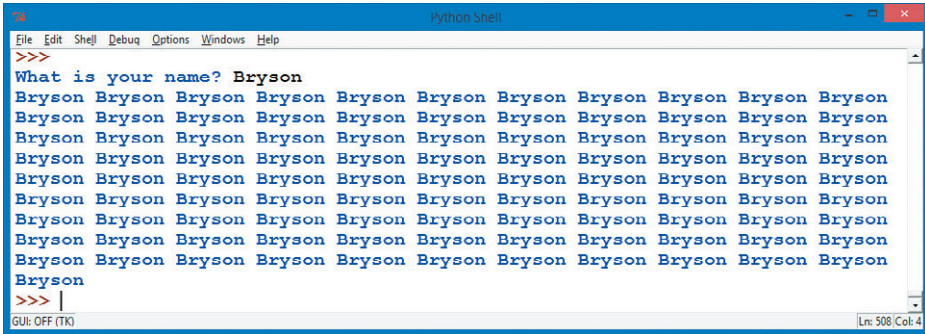 Python Shell
File Edit Shell Debug Options Windows Help
>>>
What is your name? Bryson
Bryson Bryson Bryson Bryson Bryson Bryson Bryson Bryson Bryson Bryson Bryson
Bryson Bryson Bryson Bryson Bryson Bryson Bryson Bryson Bryson Bryson Bryson
Bryson Bryson Bryson Bryson Bryson Bryson Bryson Bryson Bryson Bryson Bryson
Bryson Bryson Bryson Bryson Bryson Bryson Bryson Bryson Bryson Bryson Bryson
Bryson Bryson Bryson Bryson Bryson Bryson Bryson Bryson Bryson Bryson Bryson
Bryson Bryson Bryson Bryson Bryson Bryson Bryson Bryson Bryson Bryson Bryson
Bryson Bryson Bryson Bryson Bryson Bryson Bryson Bryson Bryson Bryson Bryson
Bryson Bryson Bryson Bryson Bryson Bryson Bryson Bryson Bryson Bryson Bryson
Bryson Bryson Bryson Bryson Bryson Bryson Bryson Bryson Bryson Bryson Bryson
Bryson
>>>
GUI: OFF (TK) Ln: 508 Col: 4